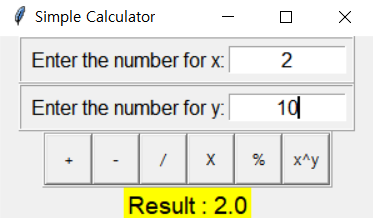 Simple Calculator
Enter the number for x: 2
Enter the number for y: 10
+ - / X % x^y
Result : 2.0